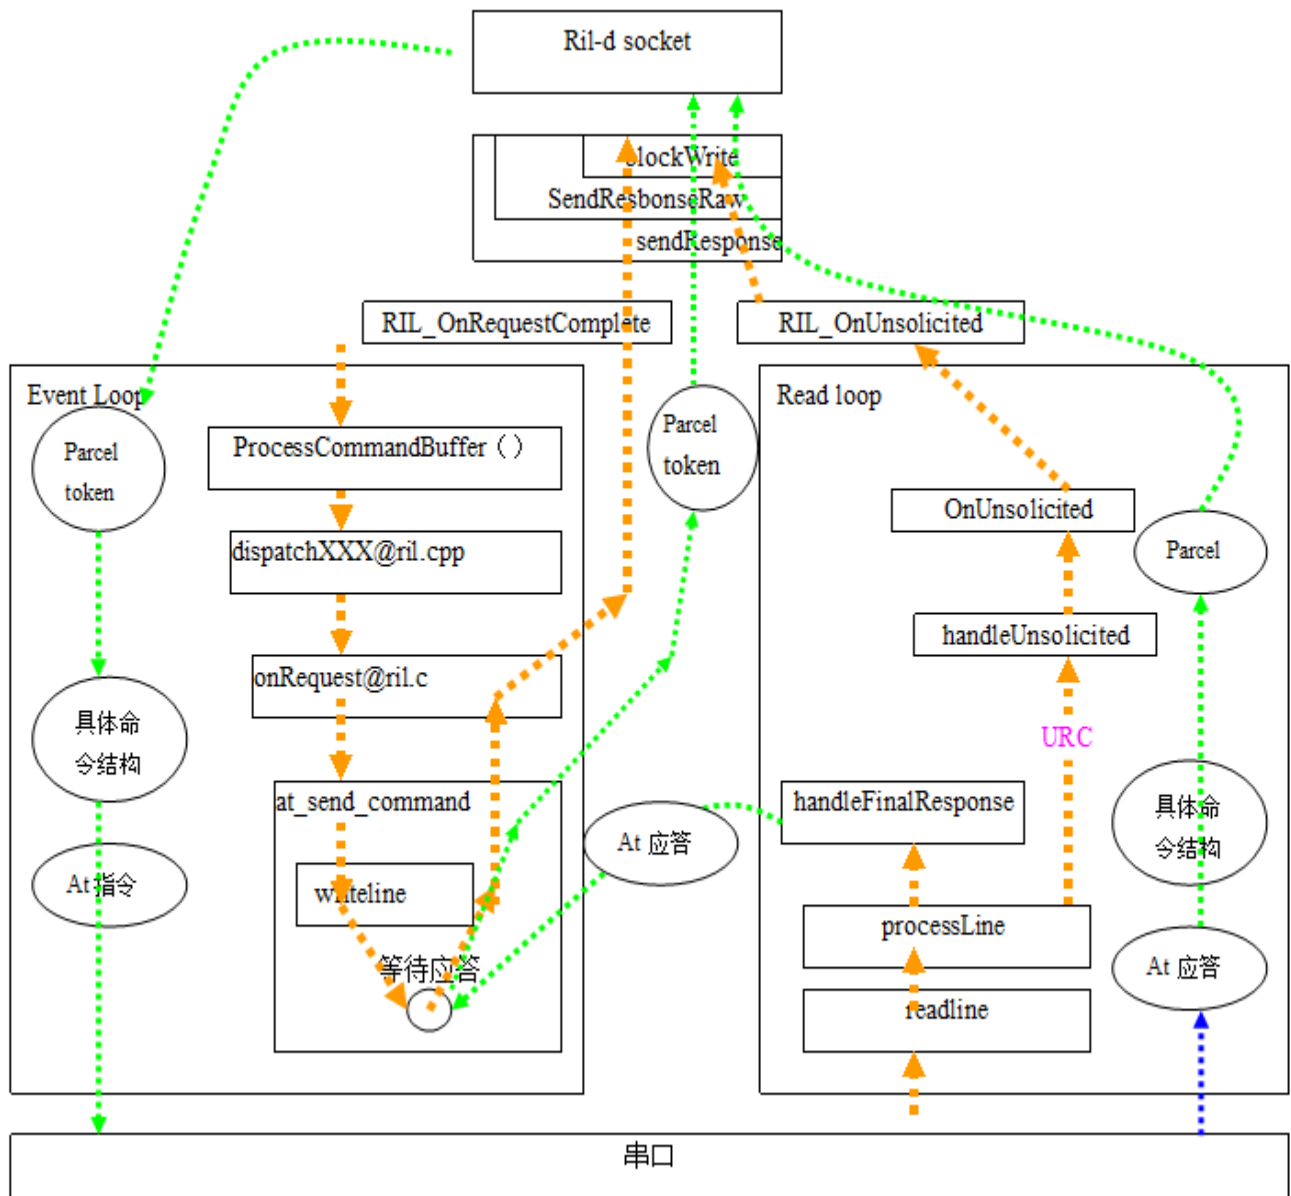 Ril-d socket
blockWrite
SendResbonseRaw
sendResponse
RIL_OnRequestComplete
RIL_OnUnsolicited
Event Loop
Parcel
token
ProcessCommandBuffer（）
dispatchXXX@ril.cpp
onRequest@ril.c
具体命
令结构
at_send_command
At 指令
writeline
等待应答
Parcel
token
At 应答
Read loop
OnUnsolicited
Parcel
handleUnsolicited
URC
handleFinalResponse
具体命
令结构
processLine
At 应答
readline
串口